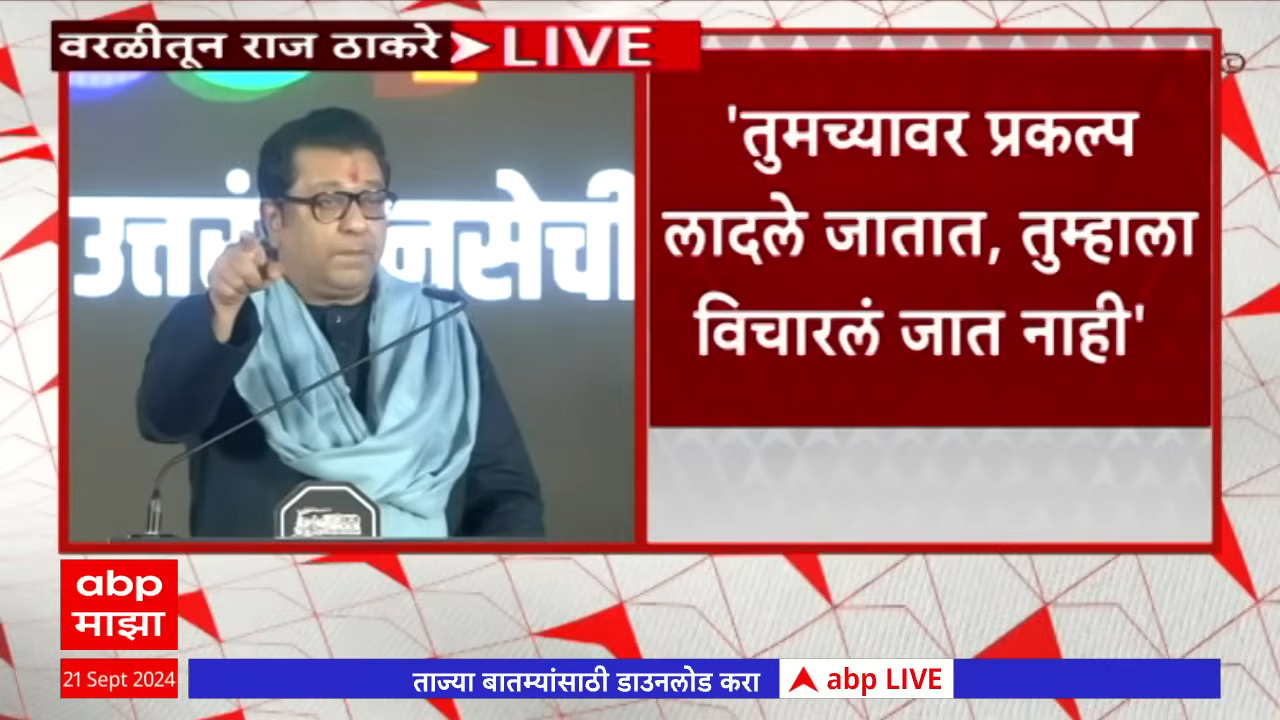 वरळीतून राज ठाकरे LIVE
'तुमच्यावर प्रकल्प
लादले जातात, तुम्हाला
विचारलं जात नाही'
abp
माझा
21 Sept 2024
ताज्या बातम्यांसाठी डाउनलोड करा abp LIVE